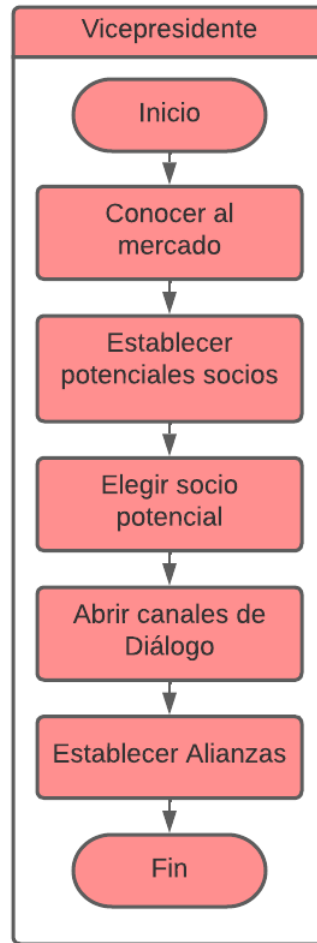 Vicepresidente
Inicio
Conocer al
mercado
Establecer
potenciales socios
Elegir socio
potencial
Abrir canales de
Diálogo
Establecer Alianzas
Fin